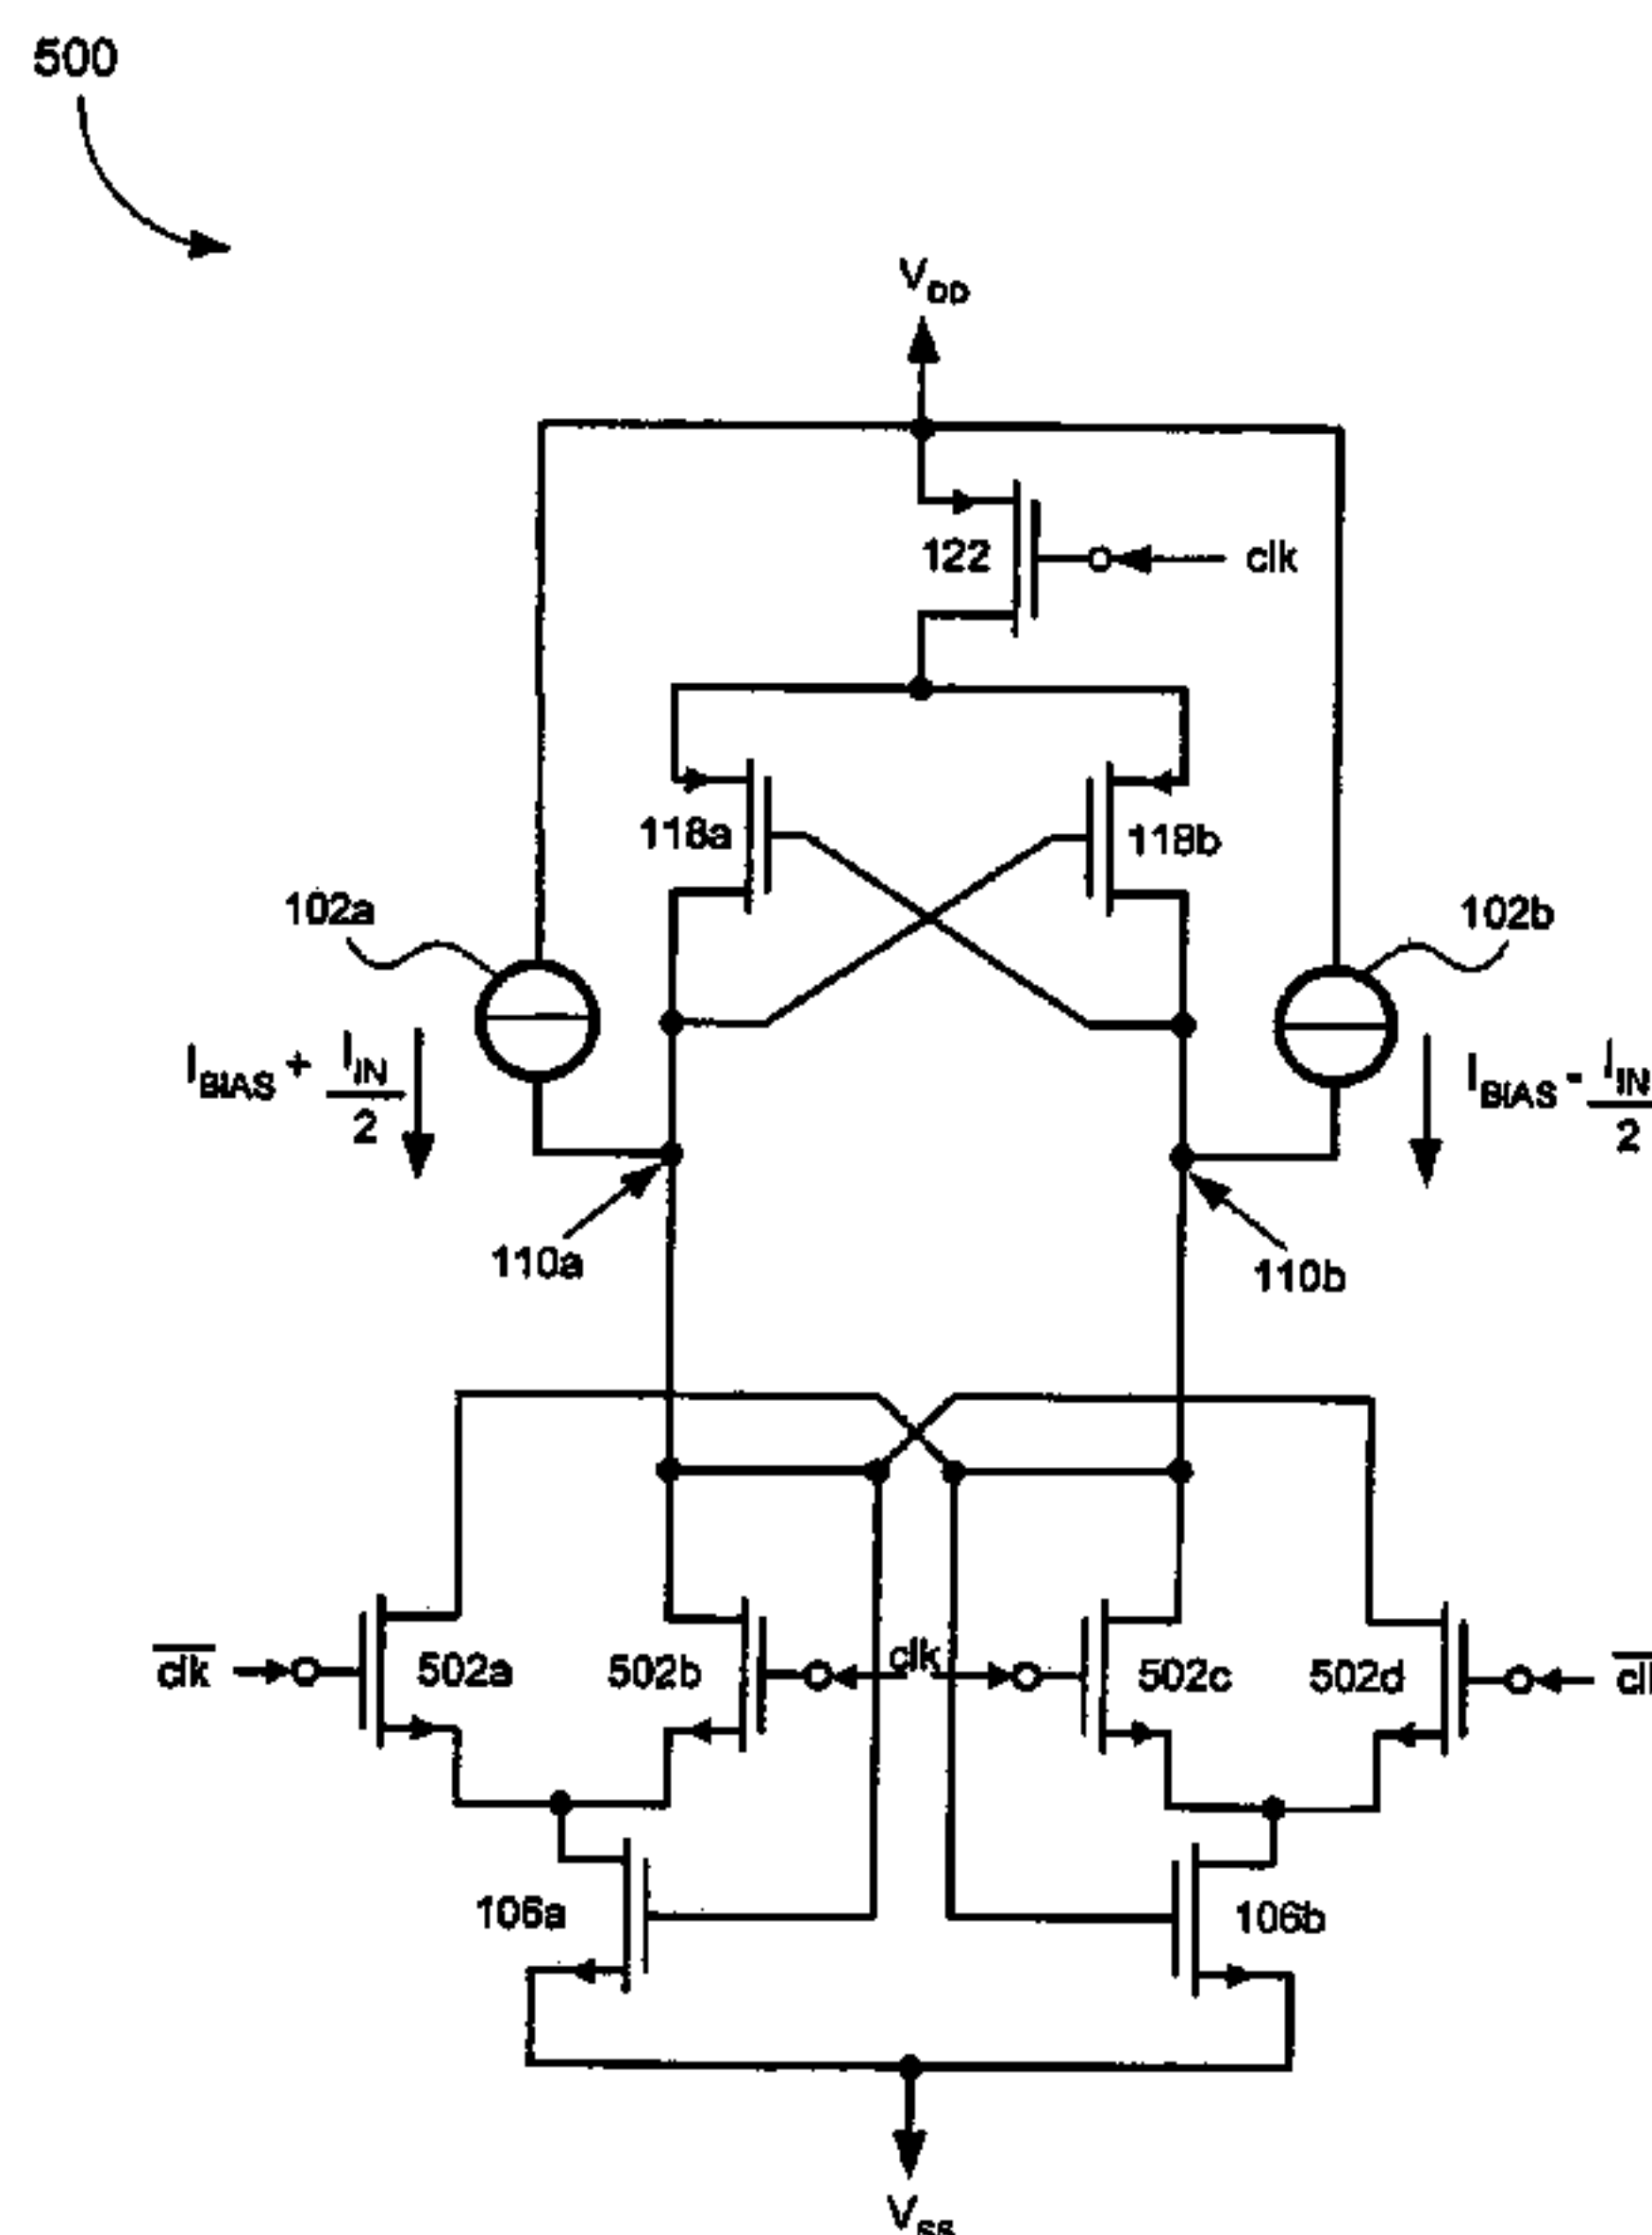 500
V_DD
122
clk
118a
118b
102a
102b
I_BIAS + I_IN/2
I_BIAS - I_IN/2
110a
110b
c̅l̅k̅
502a
502b
clk
502c
502d
106a
106b
V_SS